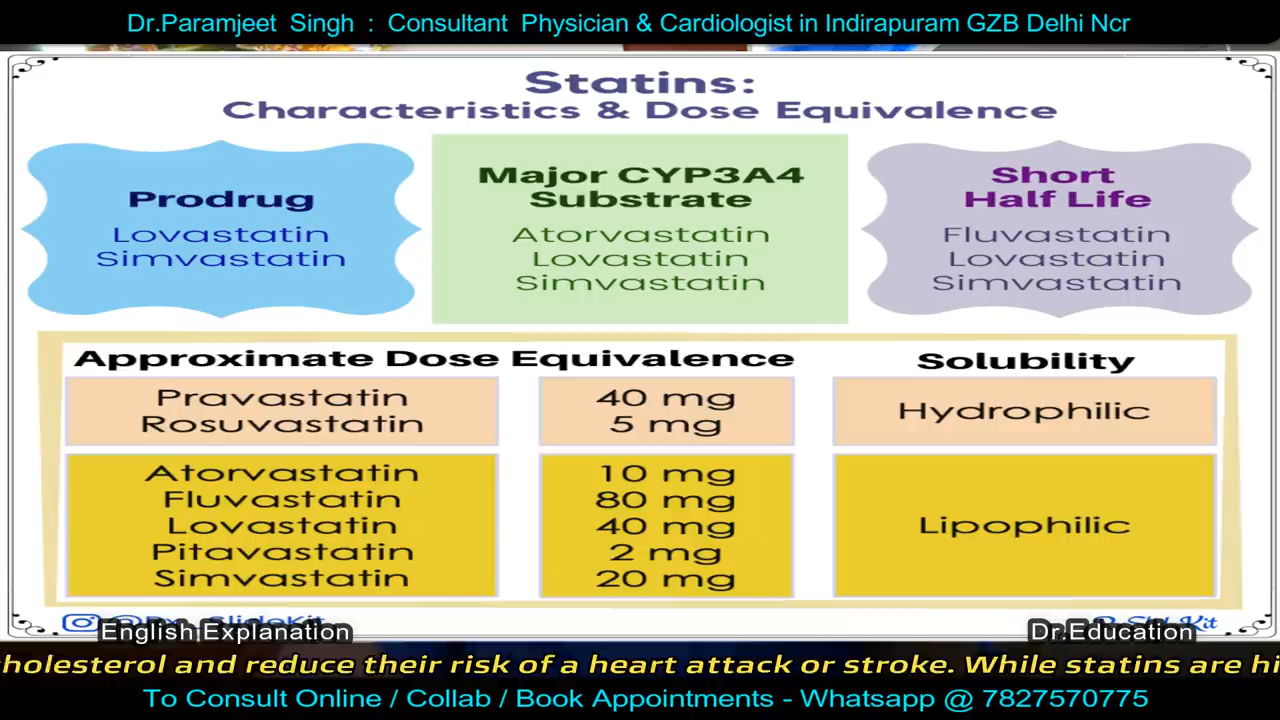 Dr.Paramjeet Singh : Consultant Physician & Cardiologist in Indirapuram GZB Delhi Ncr
Statins:
Characteristics & Dose Equivalence
Prodrug
Lovastatin
Simvastatin
Major CYP3A4
Substrate
Atorvastatin
Lovastatin
Simvastatin
Short
Half Life
Fluvastatin
Lovastatin
Simvastatin
Approximate Dose Equivalence
Solubility
Pravastatin 40 mg
Rosuvastatin 5 mg
Hydrophilic
Atorvastatin 10 mg
Fluvastatin 80 mg
Lovastatin 40 mg
Pitavastatin 2 mg
Simvastatin 20 mg
Lipophilic
English Explanation
Dr.Education
cholesterol and reduce their risk of a heart attack or stroke. While statins are hi
To Consult Online / Collab / Book Appointments - Whatsapp @ 7827570775